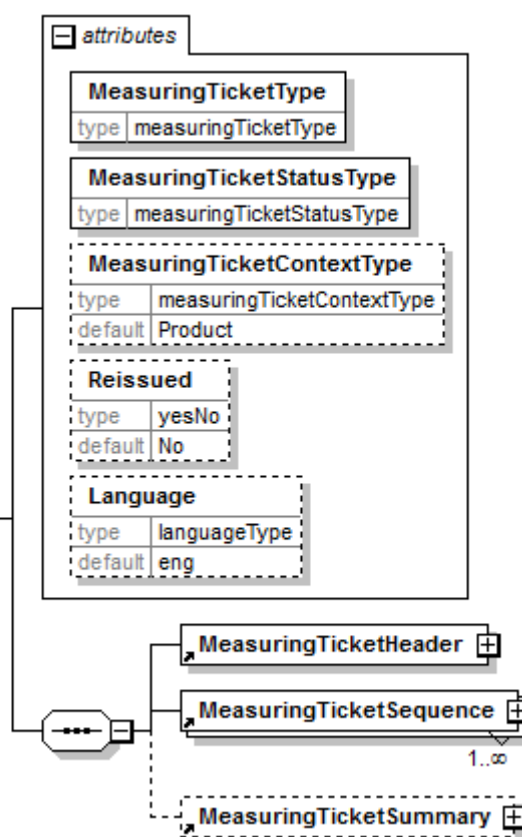 attributes
MeasuringTicketType
type measuringTicketType
MeasuringTicketStatusType
type measuringTicketStatusType
MeasuringTicketContextType
type measuringTicketContextType
default Product
Reissued
type yesNo
default No
Language
type languageType
default eng
MeasuringTicketHeader
MeasuringTicketSequence
1..∞
MeasuringTicketSummary